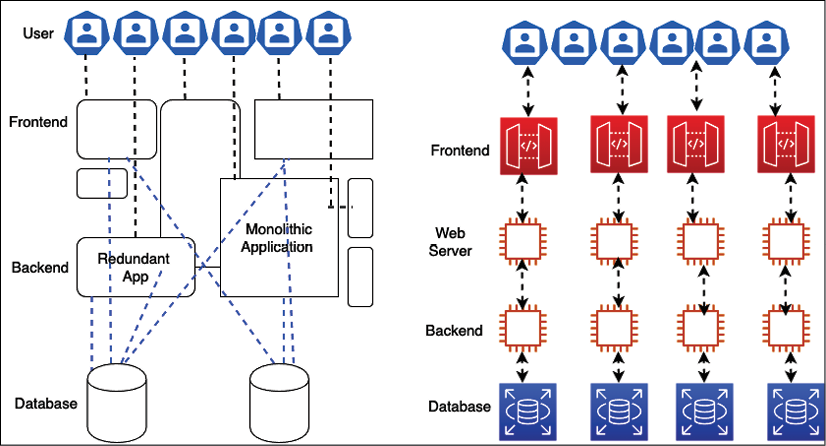 User
Frontend
Monolithic
Application
Redundant
App
Backend
Database
Frontend
</>
</>
</>
</>
Web
Server
Backend
Database